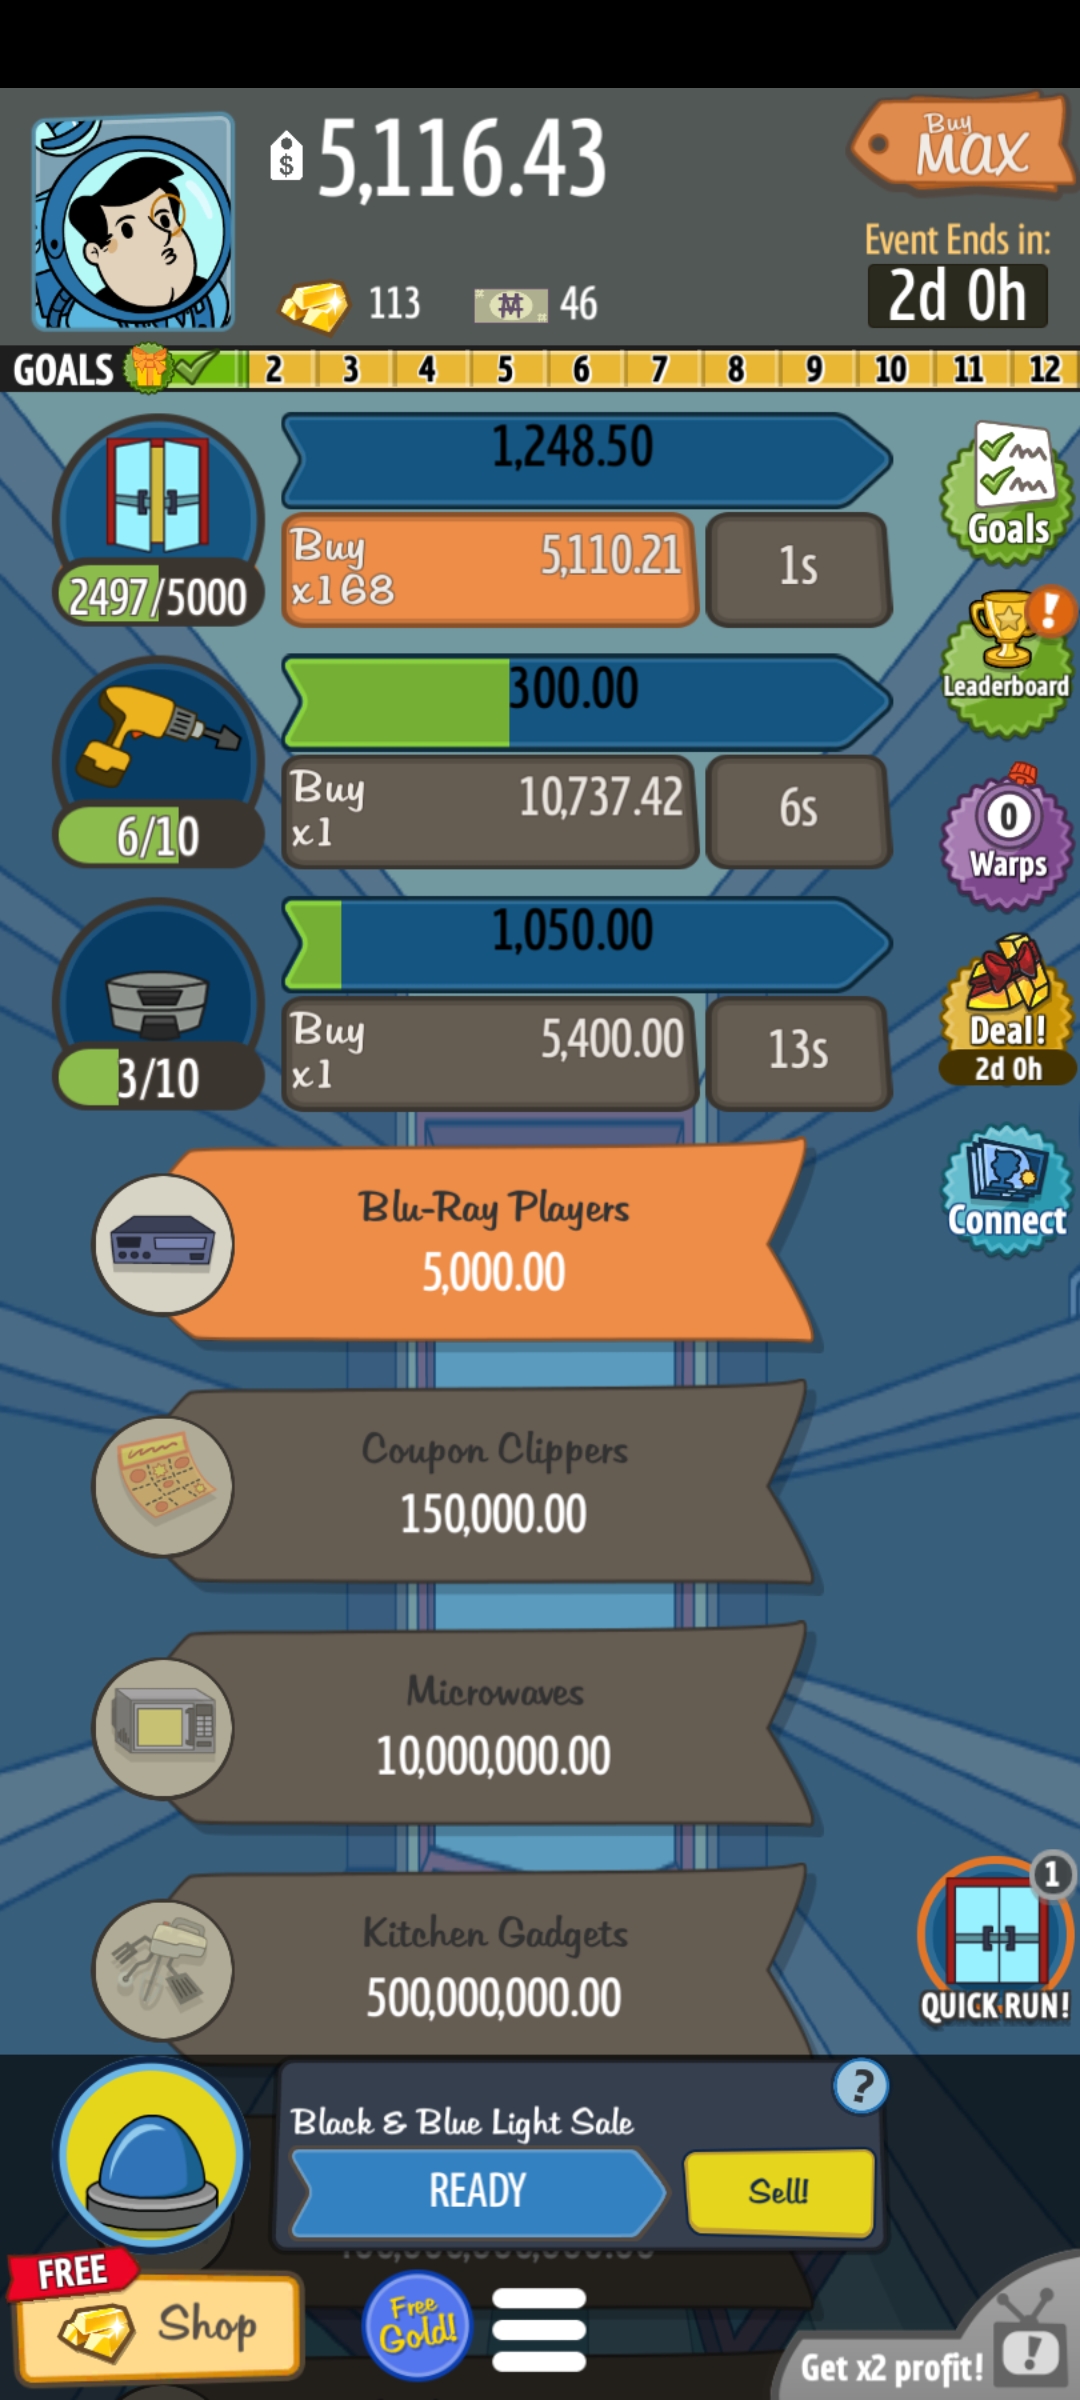 $ 5,116.43
Buy
MAX
Event Ends in:
113
46
2d 0h
GOALS 2 3 4 5 6 7 8 9 10 11 12
1,248.50
Buy 5,110.21
x168
1s
2497/5000
Goals
300.00
Buy 10,737.42
x1
6s
6/10
Leaderboard
0
Warps
1,050.00
Buy 5,400.00
x1
13s
3/10
Deal!
2d 0h
Blu-Ray Players
5,000.00
Connect
Coupon Clippers
150,000.00
Microwaves
10,000,000.00
Kitchen Gadgets
500,000,000.00
1
QUICK RUN!
?
Black & Blue Light Sale
READY
Sell!
FREE
Shop
Free
Gold!
Get x2 profit!